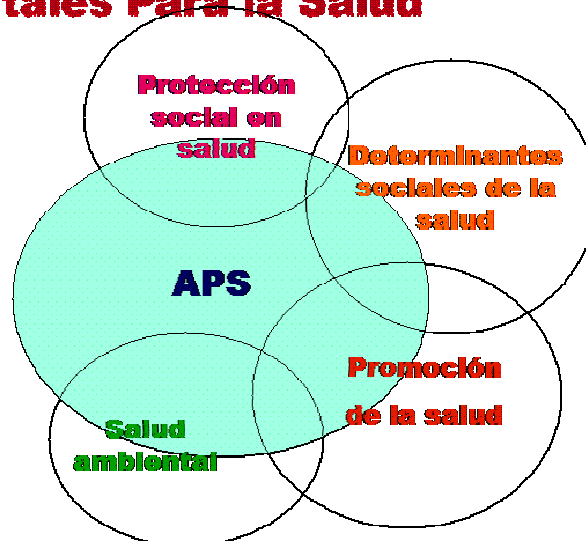 tales Para la Salud
Protección
social en
salud
Determinantes
sociales de la
salud
APS
Promoción
de la salud
Salud
ambiental